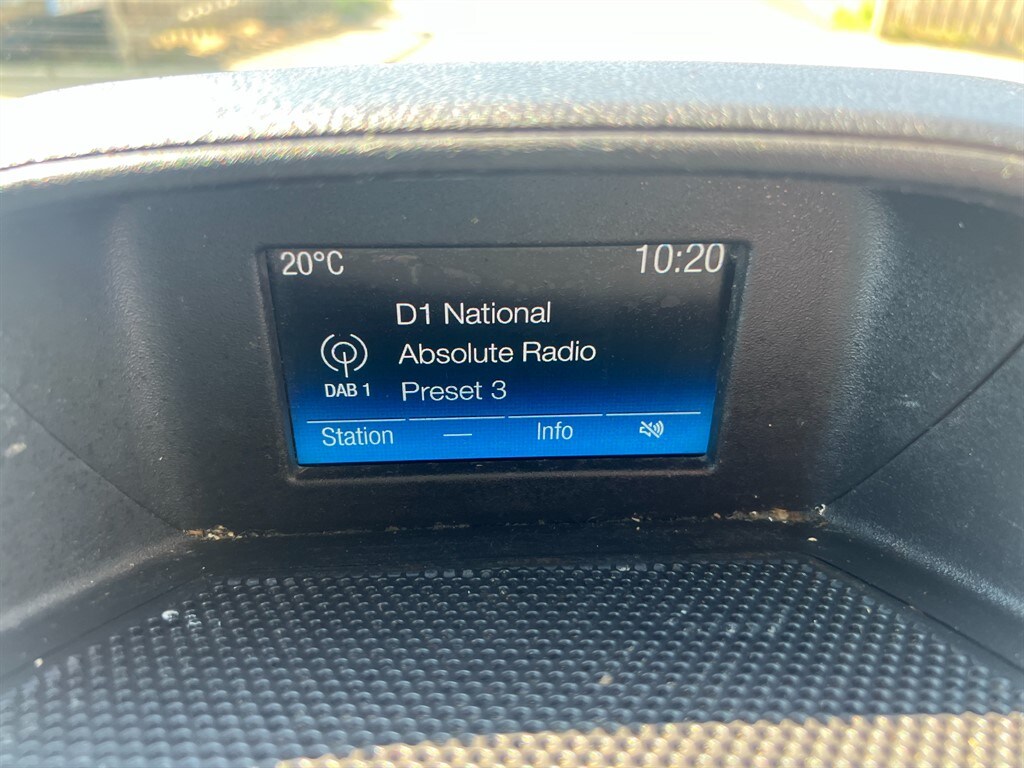 20°C 10:20
D1 National
Absolute Radio
DAB 1 Preset 3
Station — Info